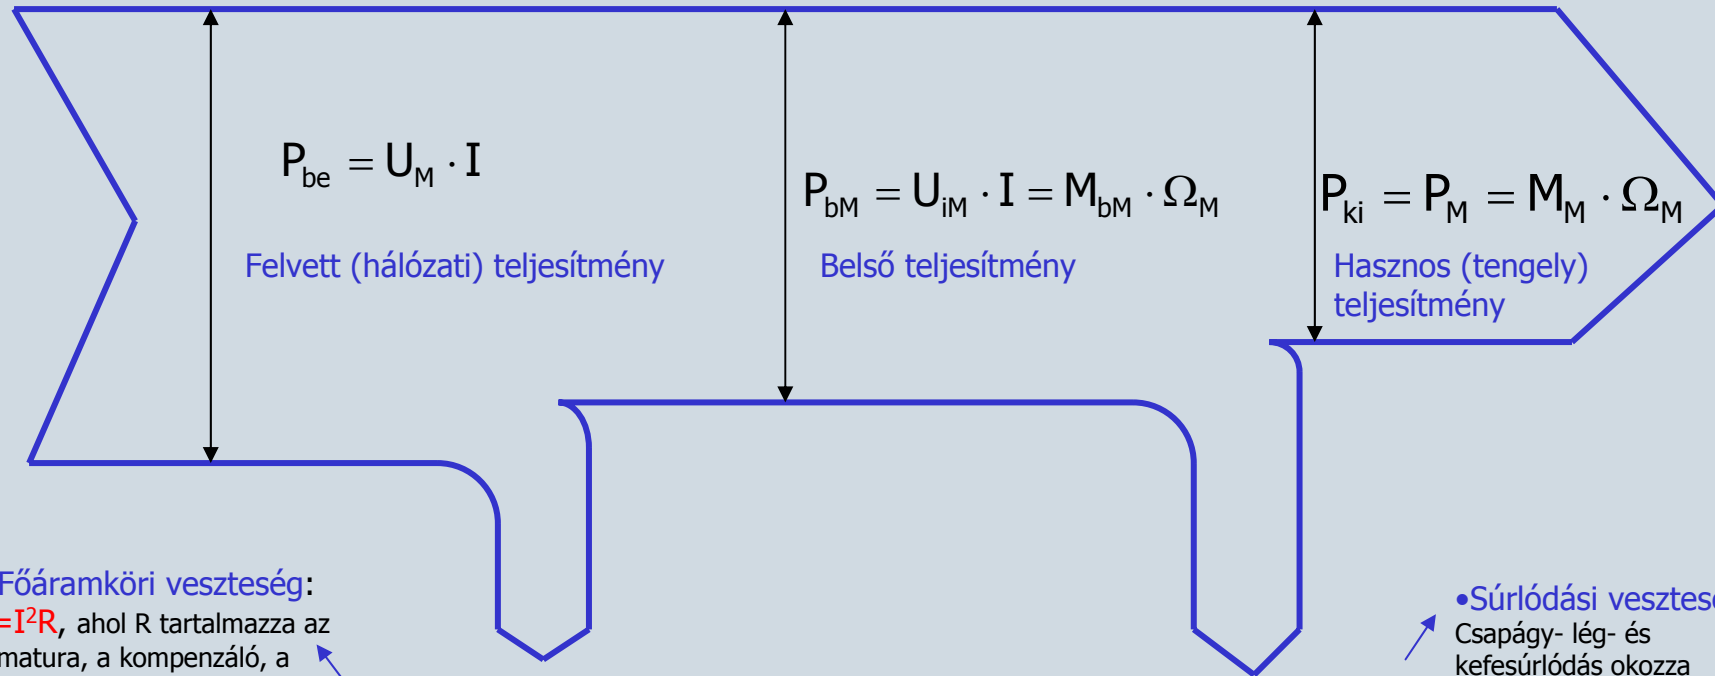 P_be = U_M · I
Felvett (hálózati) teljesítmény
P_bM = U_iM · I = M_bM · Ω_M
Belső teljesítmény
P_ki = P_M = M_M · Ω_M
Hasznos (tengely)
teljesítmény
Főáramköri veszteség:
=I²R, ahol R tartalmazza az
matura, a kompenzáló, a
•Súrlódási vesztesé
Csapágy- lég- és
kefesúrlódás okozza